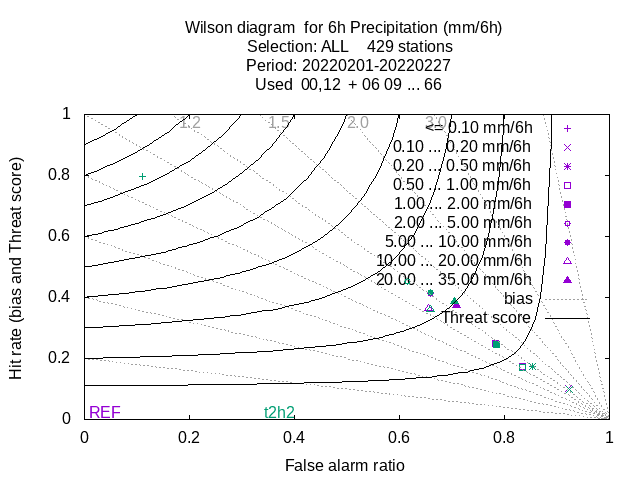 Wilson diagram  for 6h Precipitation (mm/6h)
Selection: ALL    429 stations
Period: 20220201-20220227
Used  00,12  + 06 09 ... 66
1.2 1.5 2.0 3.0
<= 0.10 mm/6h
0.10 ... 0.20 mm/6h
0.20 ... 0.50 mm/6h
0.50 ... 1.00 mm/6h
1.00 ... 2.00 mm/6h
2.00 ... 5.00 mm/6h
5.00 ... 10.00 mm/6h
10.00 ... 20.00 mm/6h
20.00 ... 35.00 mm/6h
bias
Threat score
Hit rate (bias and Threat score)
1
0.8
0.6
0.4
0.2
0
REF t2h2
0 0.2 0.4 0.6 0.8 1
False alarm ratio